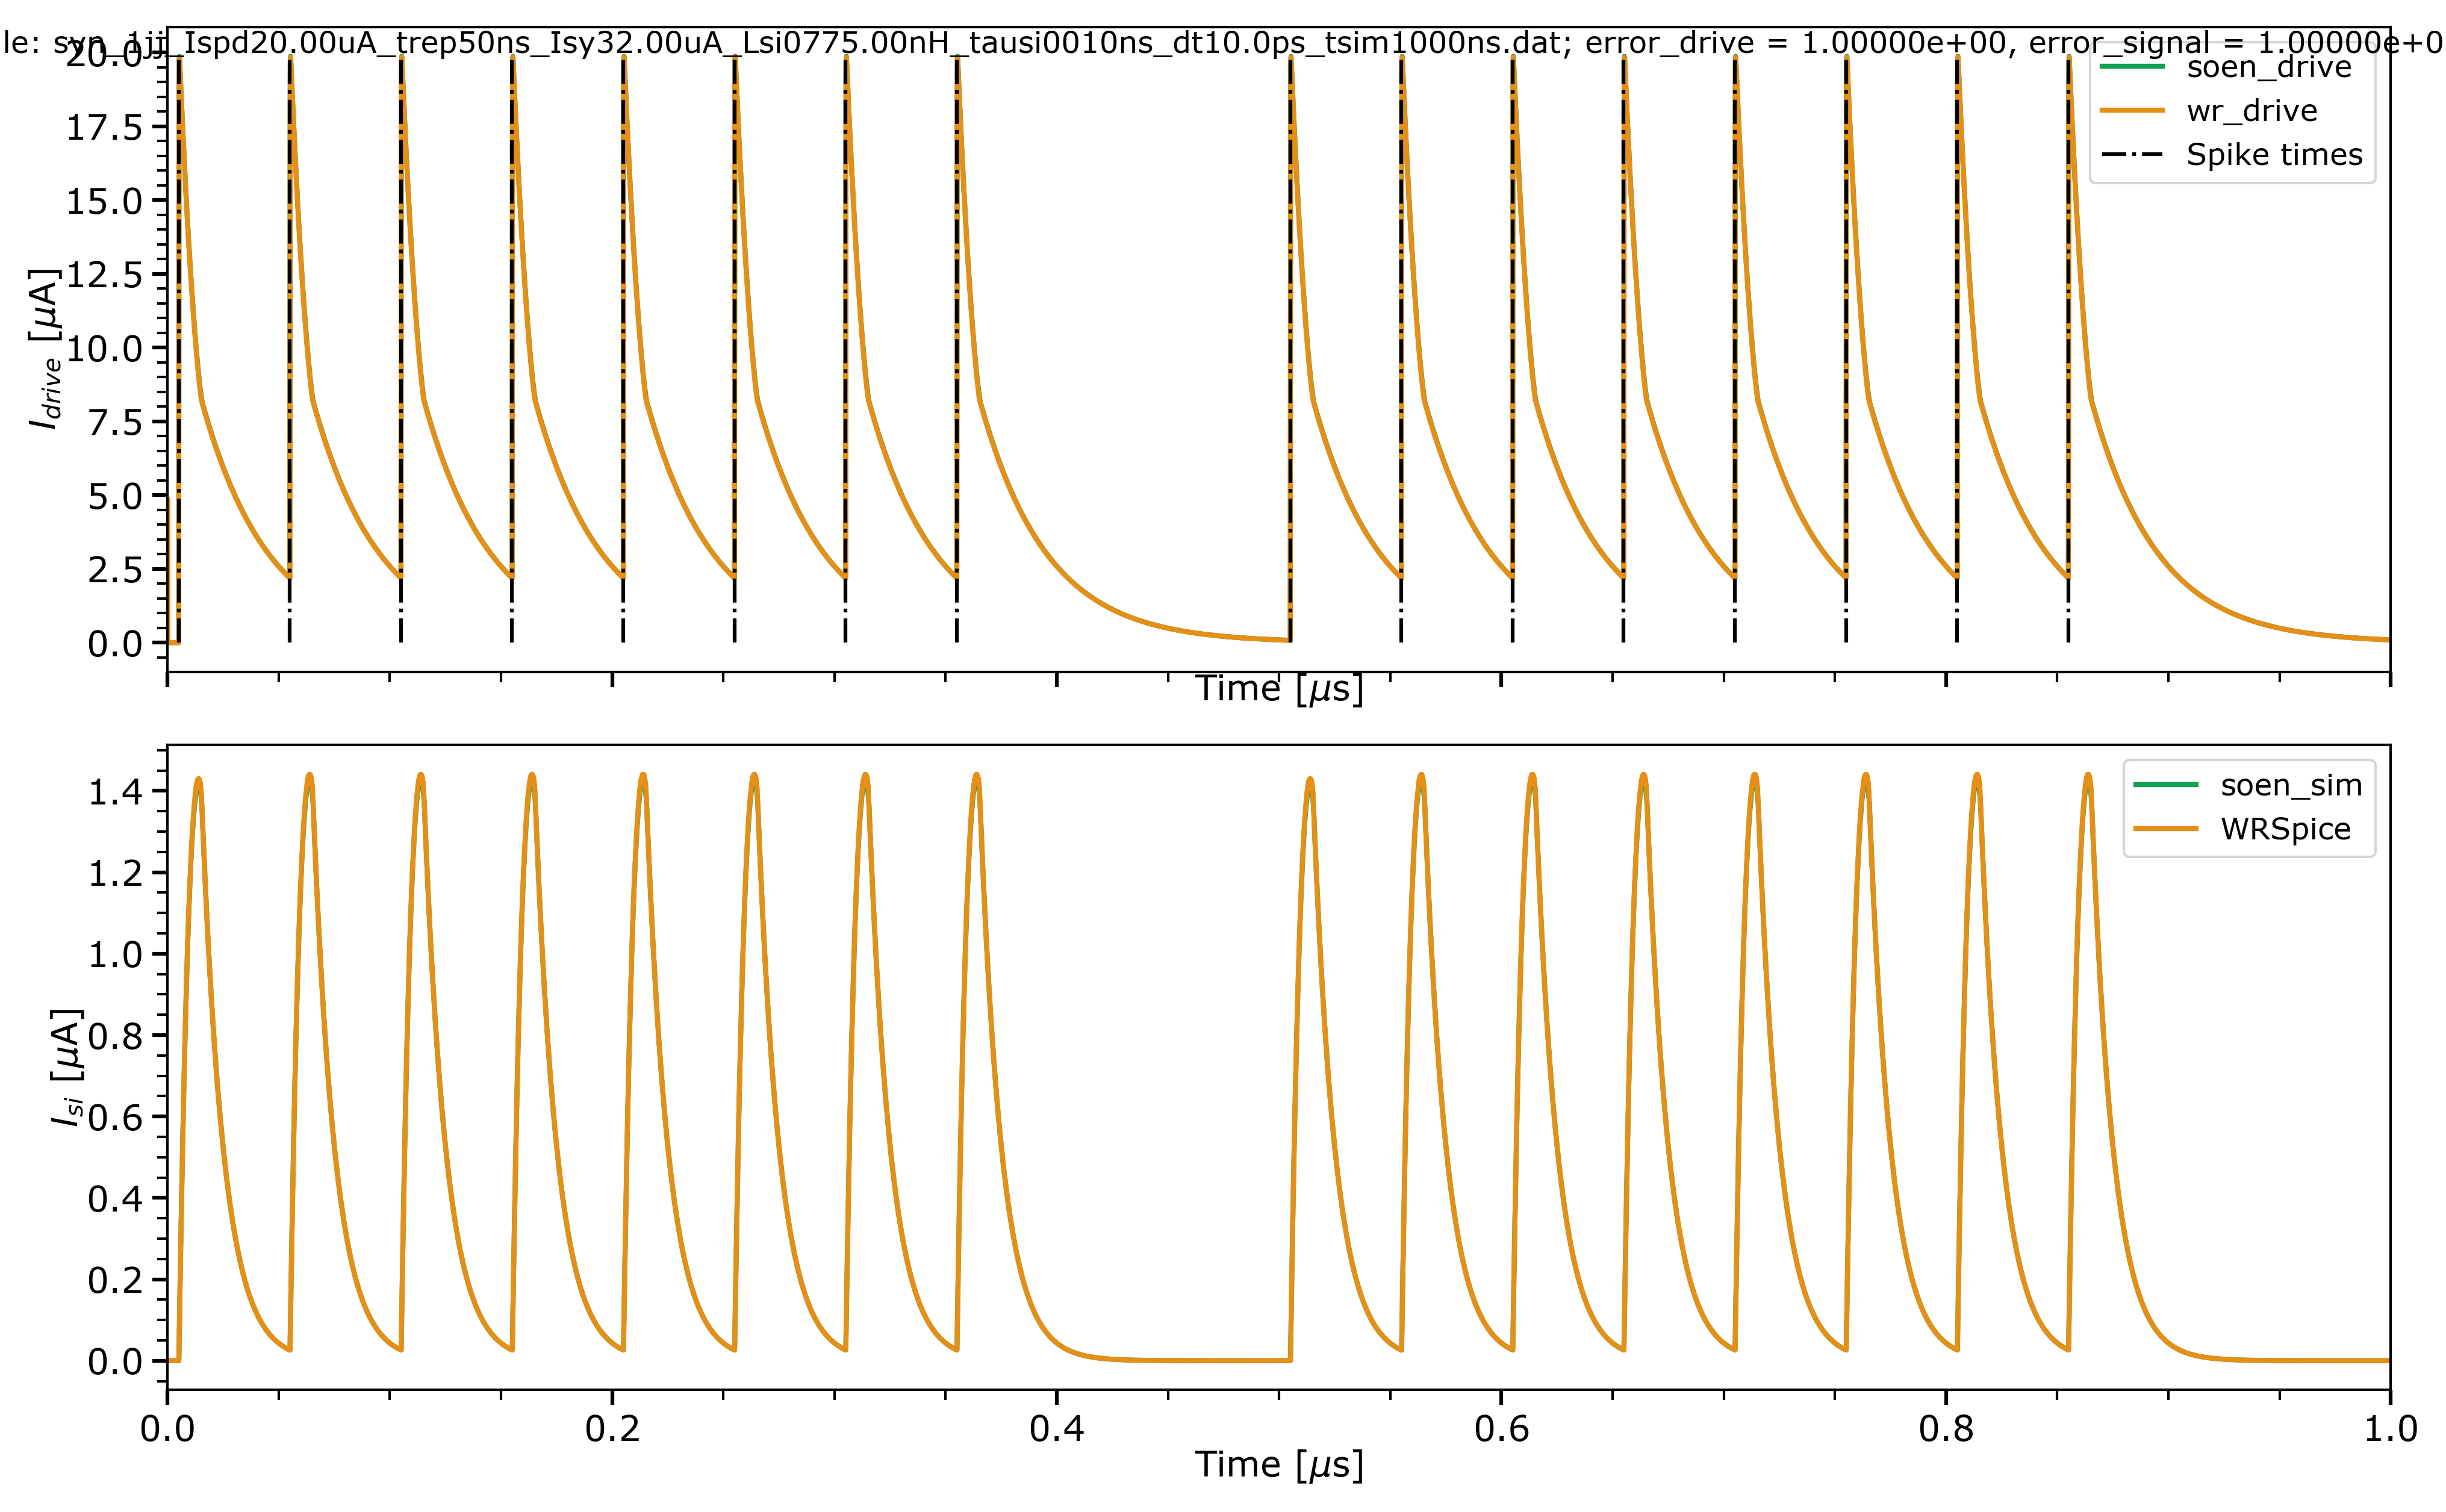 le: syn_1jj_Ispd20.00uA_trep50ns_Isy32.00uA_Lsi0775.00nH_tausi0010ns_dt10.0ps_tsim1000ns.dat; error_drive = 1.00000e+00, error_signal = 1.00000e+0
soen_drive
wr_drive
Spike times
I_drive [μA]
20.0
17.5
15.0
12.5
10.0
7.5
5.0
2.5
0.0
Time [μs]
soen_sim
WRSpice
I_si [μA]
1.4
1.2
1.0
0.8
0.6
0.4
0.2
0.0
0.0 0.2 0.4 0.6 0.8 1.0
Time [μs]